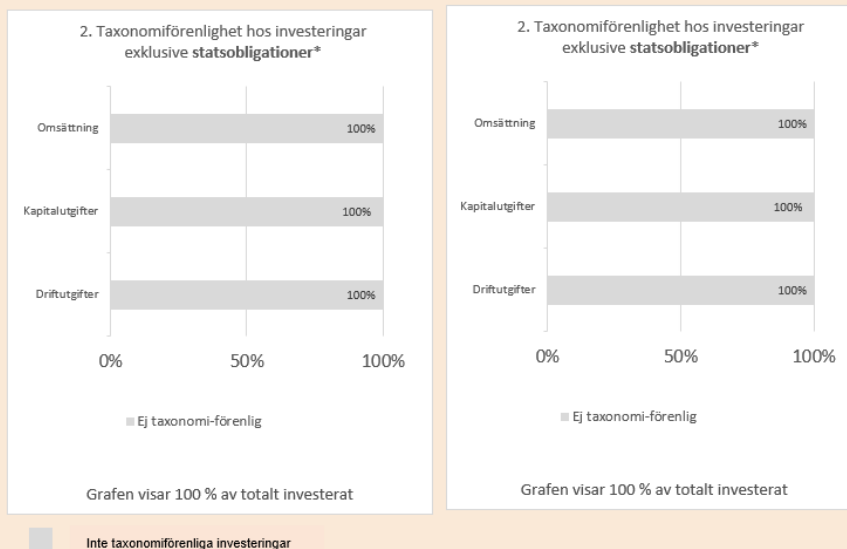 2. Taxonomiförenlighet hos investeringar
exklusive statsobligationer*
Omsättning
100%
Kapitalutgifter
100%
Driftutgifter
100%
0%
50%
100%
Ej taxonomi-förenlig
Grafen visar 100 % av totalt investerat
2. Taxonomiförenlighet hos investeringar
exklusive statsobligationer*
Omsättning
100%
Kapitalutgifter
100%
Driftutgifter
100%
0%
50%
100%
Ej taxonomi-förenlig
Grafen visar 100 % av totalt investerat
Inte taxonomiförenliga investeringar